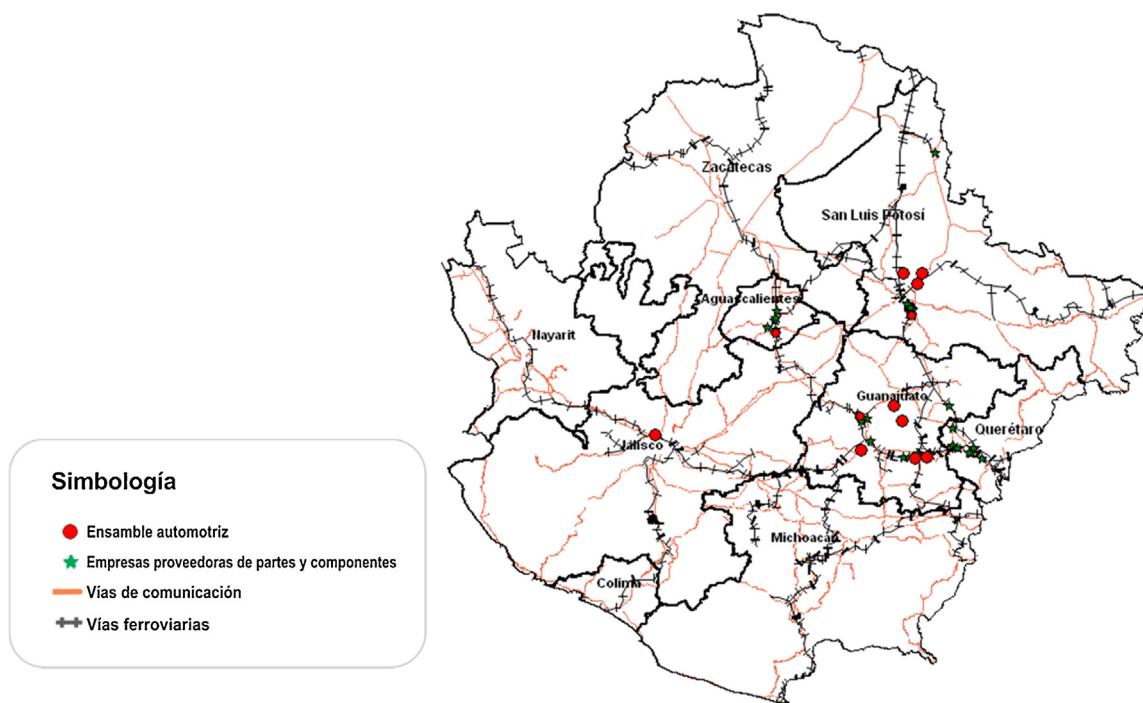 Zacatecas
San Luis Potosí
Aguascalientes
Nayarit
Guanajuato
Querétaro
Jalisco
Michoacán
Colima
Simbología
Ensamble automotriz
Empresas proveedoras de partes y componentes
Vías de comunicación
Vías ferroviarias